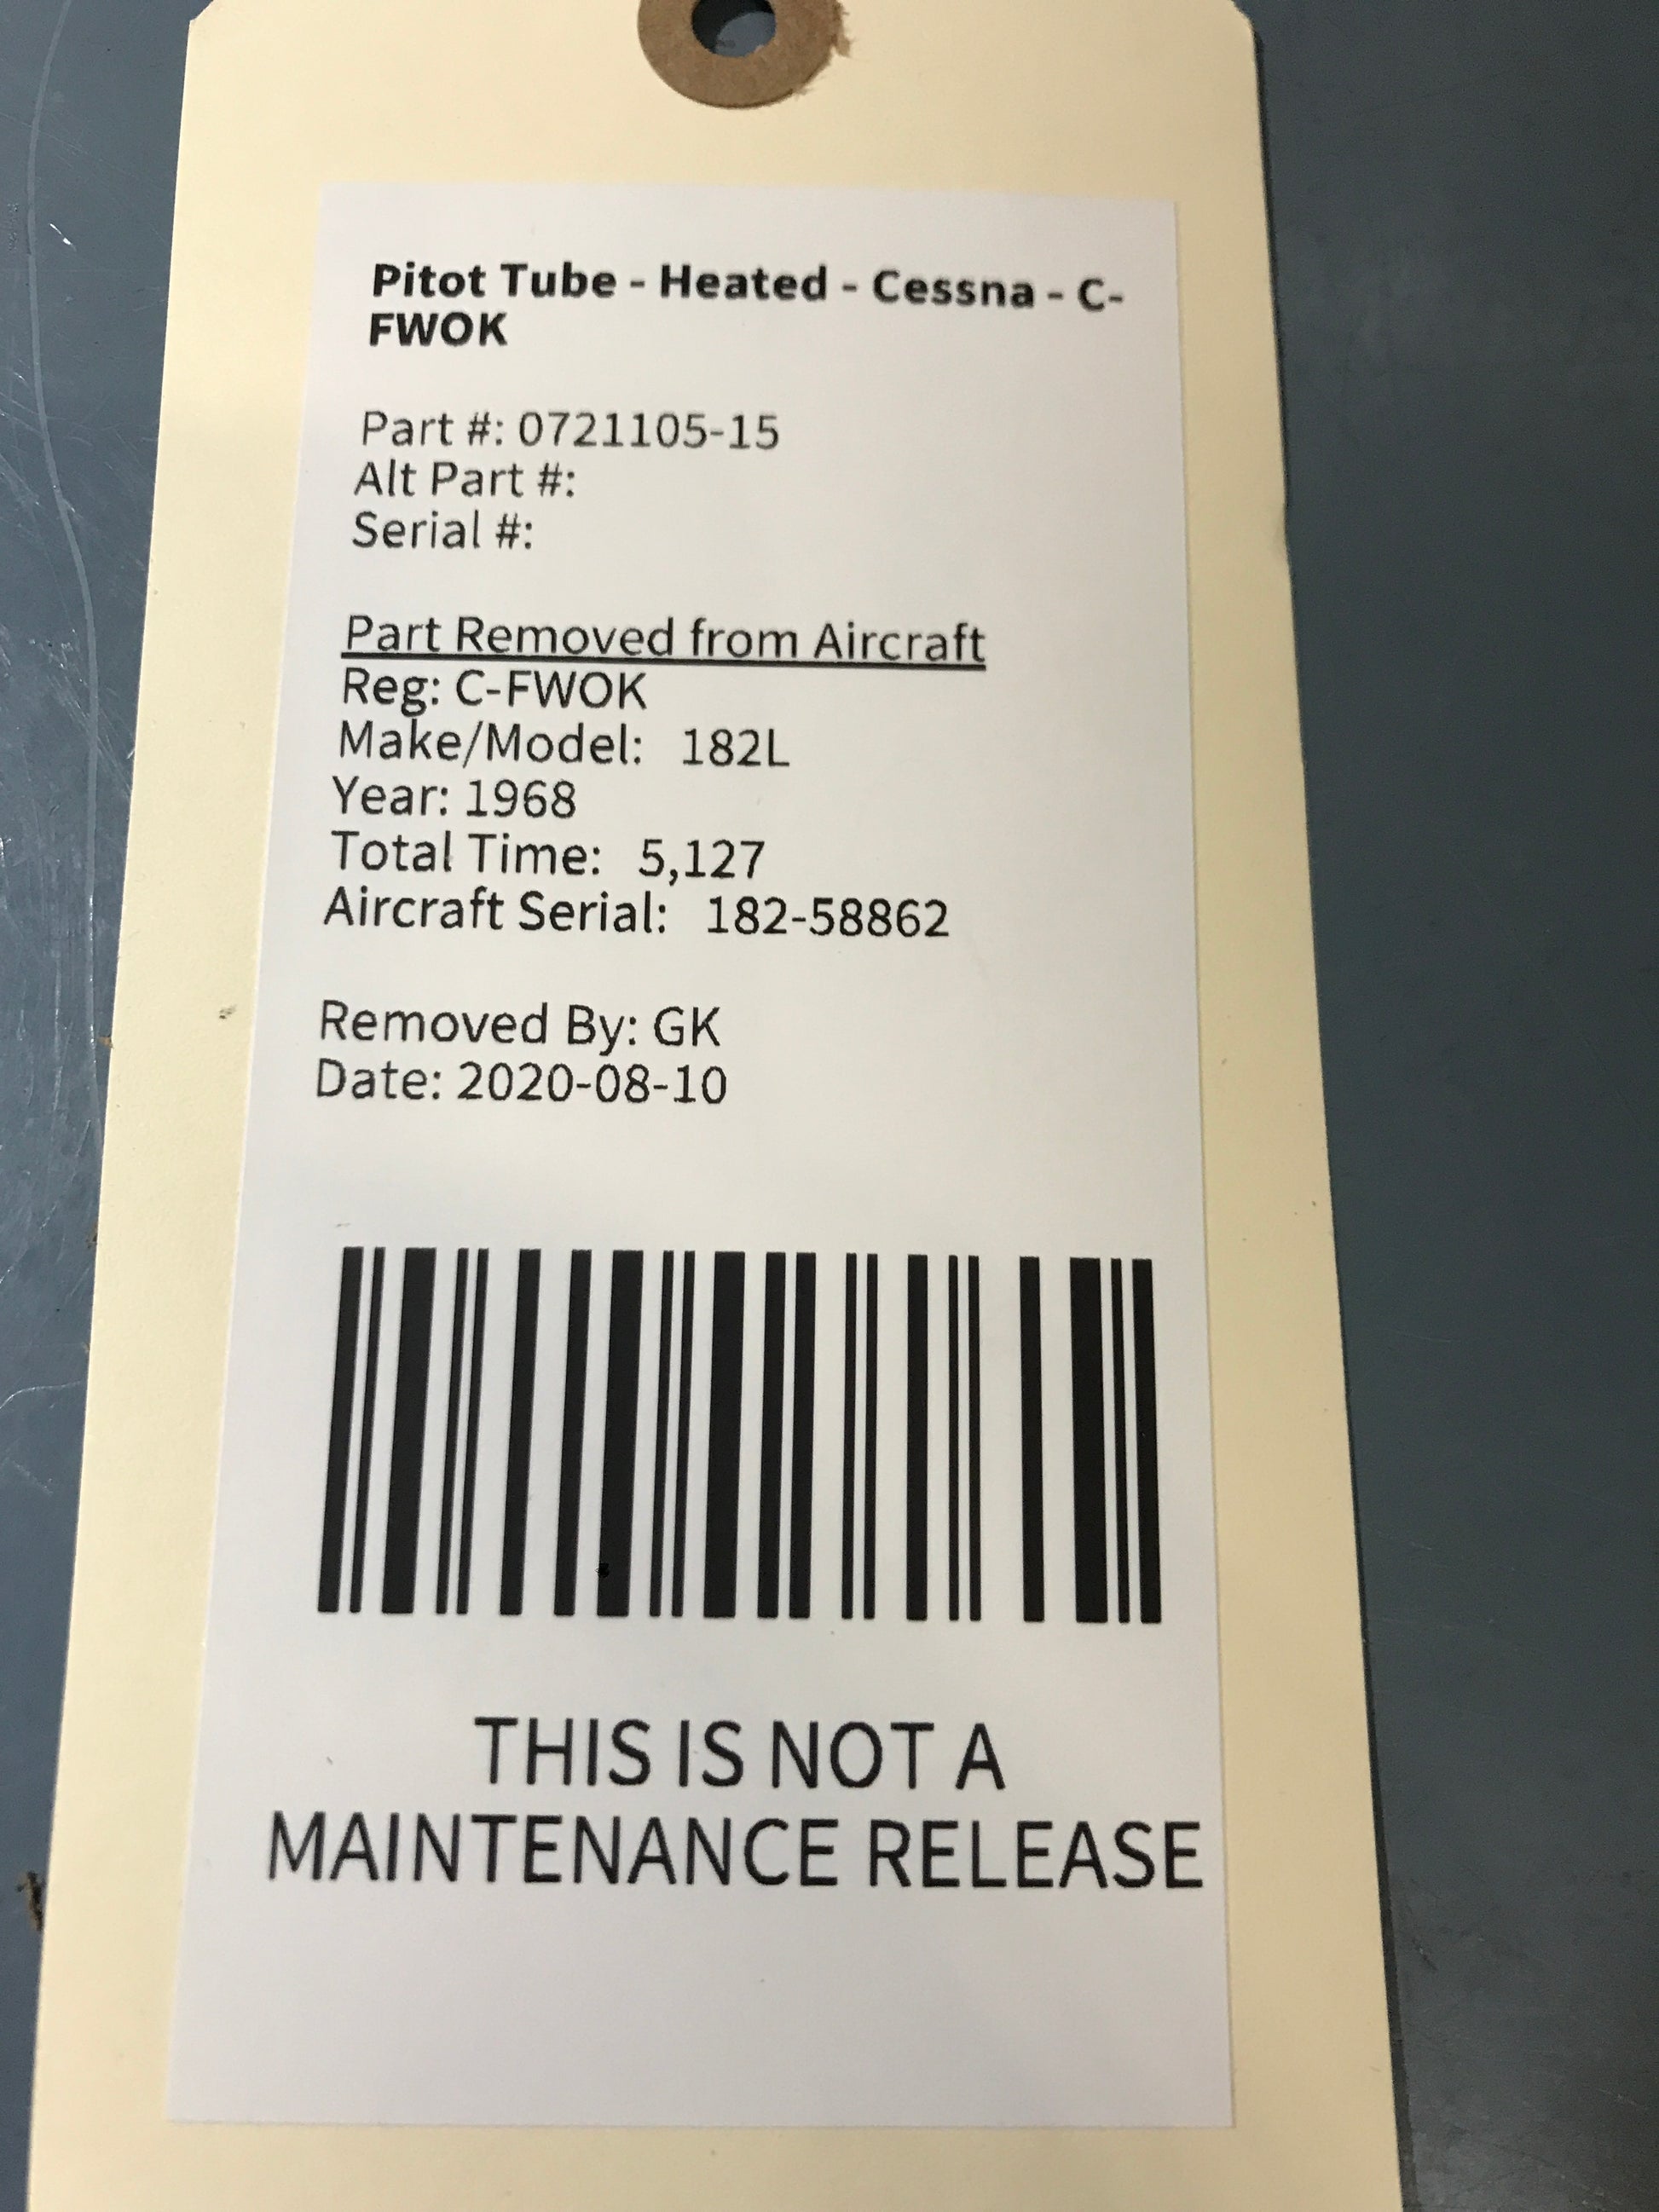 Pitot Tube - Heated - Cessna - C-
FWOK
Part #: 0721105-15
Alt Part #:
Serial #:
Part Removed from Aircraft
Reg: C-FWOK
Make/Model: 182L
Year: 1968
Total Time: 5,127
Aircraft Serial: 182-58862
Removed By: GK
Date: 2020-08-10
THIS IS NOT A
MAINTENANCE RELEASE